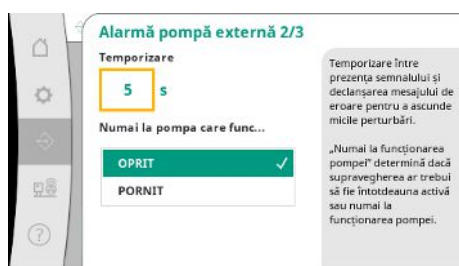 Alarmă pompă externă 2/3
Temporizare
5 s
Numai la pompa care func...
OPRIT
PORNIT
Temporizare între
prezența semnalului și
declanșarea mesajului de
eroare pentru a ascunde
micile perturbări.
„Numai la funcționarea
pompei” determină dacă
supravegherea ar trebui
să fie întotdeauna activă
sau numai la
funcționarea pompei.